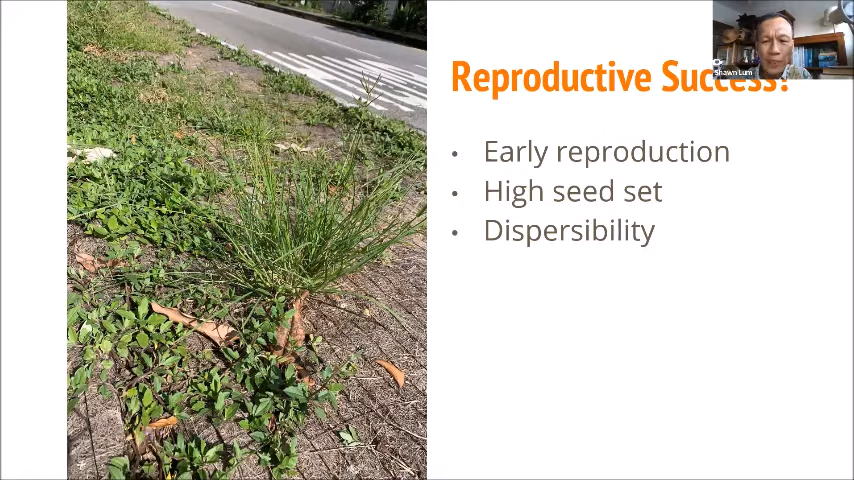 Shawn Lum
Reproductive Success?
• Early reproduction
• High seed set
• Dispersibility